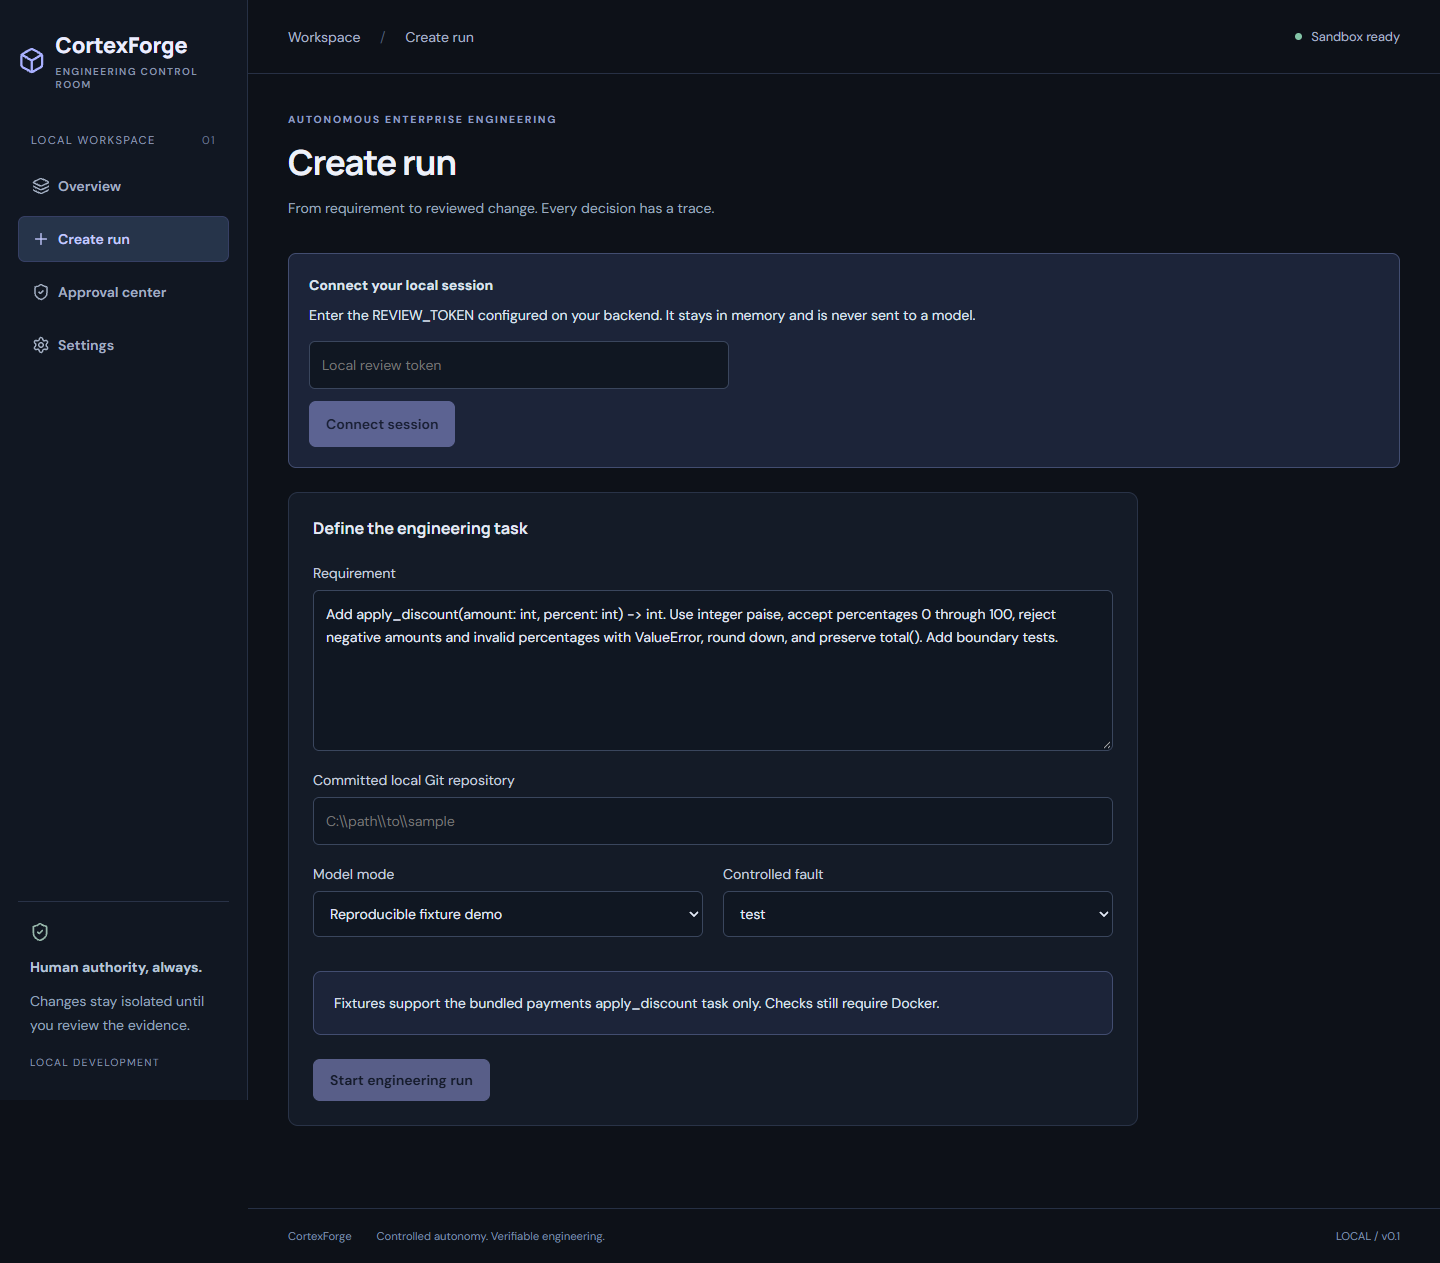 CortexForge
ENGINEERING CONTROL
ROOM
LOCAL WORKSPACE 01
Overview
Create run
Approval center
Settings
Human authority, always.
Changes stay isolated until
you review the evidence.
LOCAL DEVELOPMENT
Workspace / Create run
Sandbox ready
AUTONOMOUS ENTERPRISE ENGINEERING
Create run
From requirement to reviewed change. Every decision has a trace.
Connect your local session
Enter the REVIEW_TOKEN configured on your backend. It stays in memory and is never sent to a model.
Local review token
Connect session
Define the engineering task
Requirement
Add apply_discount(amount: int, percent: int) -> int. Use integer paise, accept percentages 0 through 100, reject
negative amounts and invalid percentages with ValueError, round down, and preserve total(). Add boundary tests.
Committed local Git repository
C:\\path\\to\\sample
Model mode
Controlled fault
Reproducible fixture demo
test
Fixtures support the bundled payments apply_discount task only. Checks still require Docker.
Start engineering run
CortexForge
Controlled autonomy. Verifiable engineering.
LOCAL / v0.1